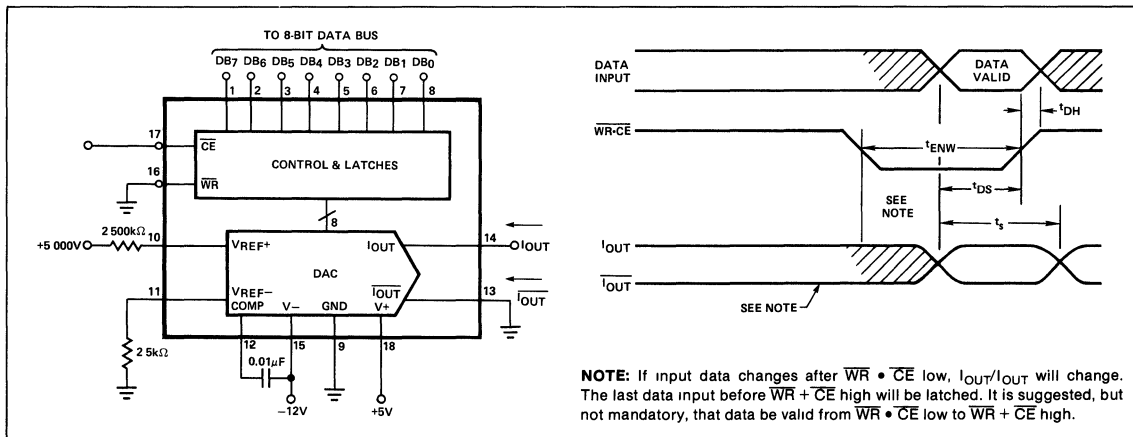 TO 8-BIT DATA BUS
DB7 DB6 DB5 DB4 DB3 DB2 DB1 DB0
1 2 3 4 5 6 7 8
17
CE
CONTROL & LATCHES
16
WR
8
+5 000V
2 500kΩ
10
VREF+
IOUT
14
IOUT
DAC
IOUT
11
VREF−
IOUT
13
COMP V− GND V+
12 15 9 18
2 5kΩ
0.01μF
−12V
+5V
DATA INPUT
DATA VALID
tDH
WR•CE
tENW
SEE NOTE
tDS
ts
IOUT
IOUT
SEE NOTE
NOTE: If input data changes after WR • CE low, IOUT/IOUT will change.
The last data input before WR + CE high will be latched. It is suggested, but
not mandatory, that data be valid from WR • CE low to WR + CE high.